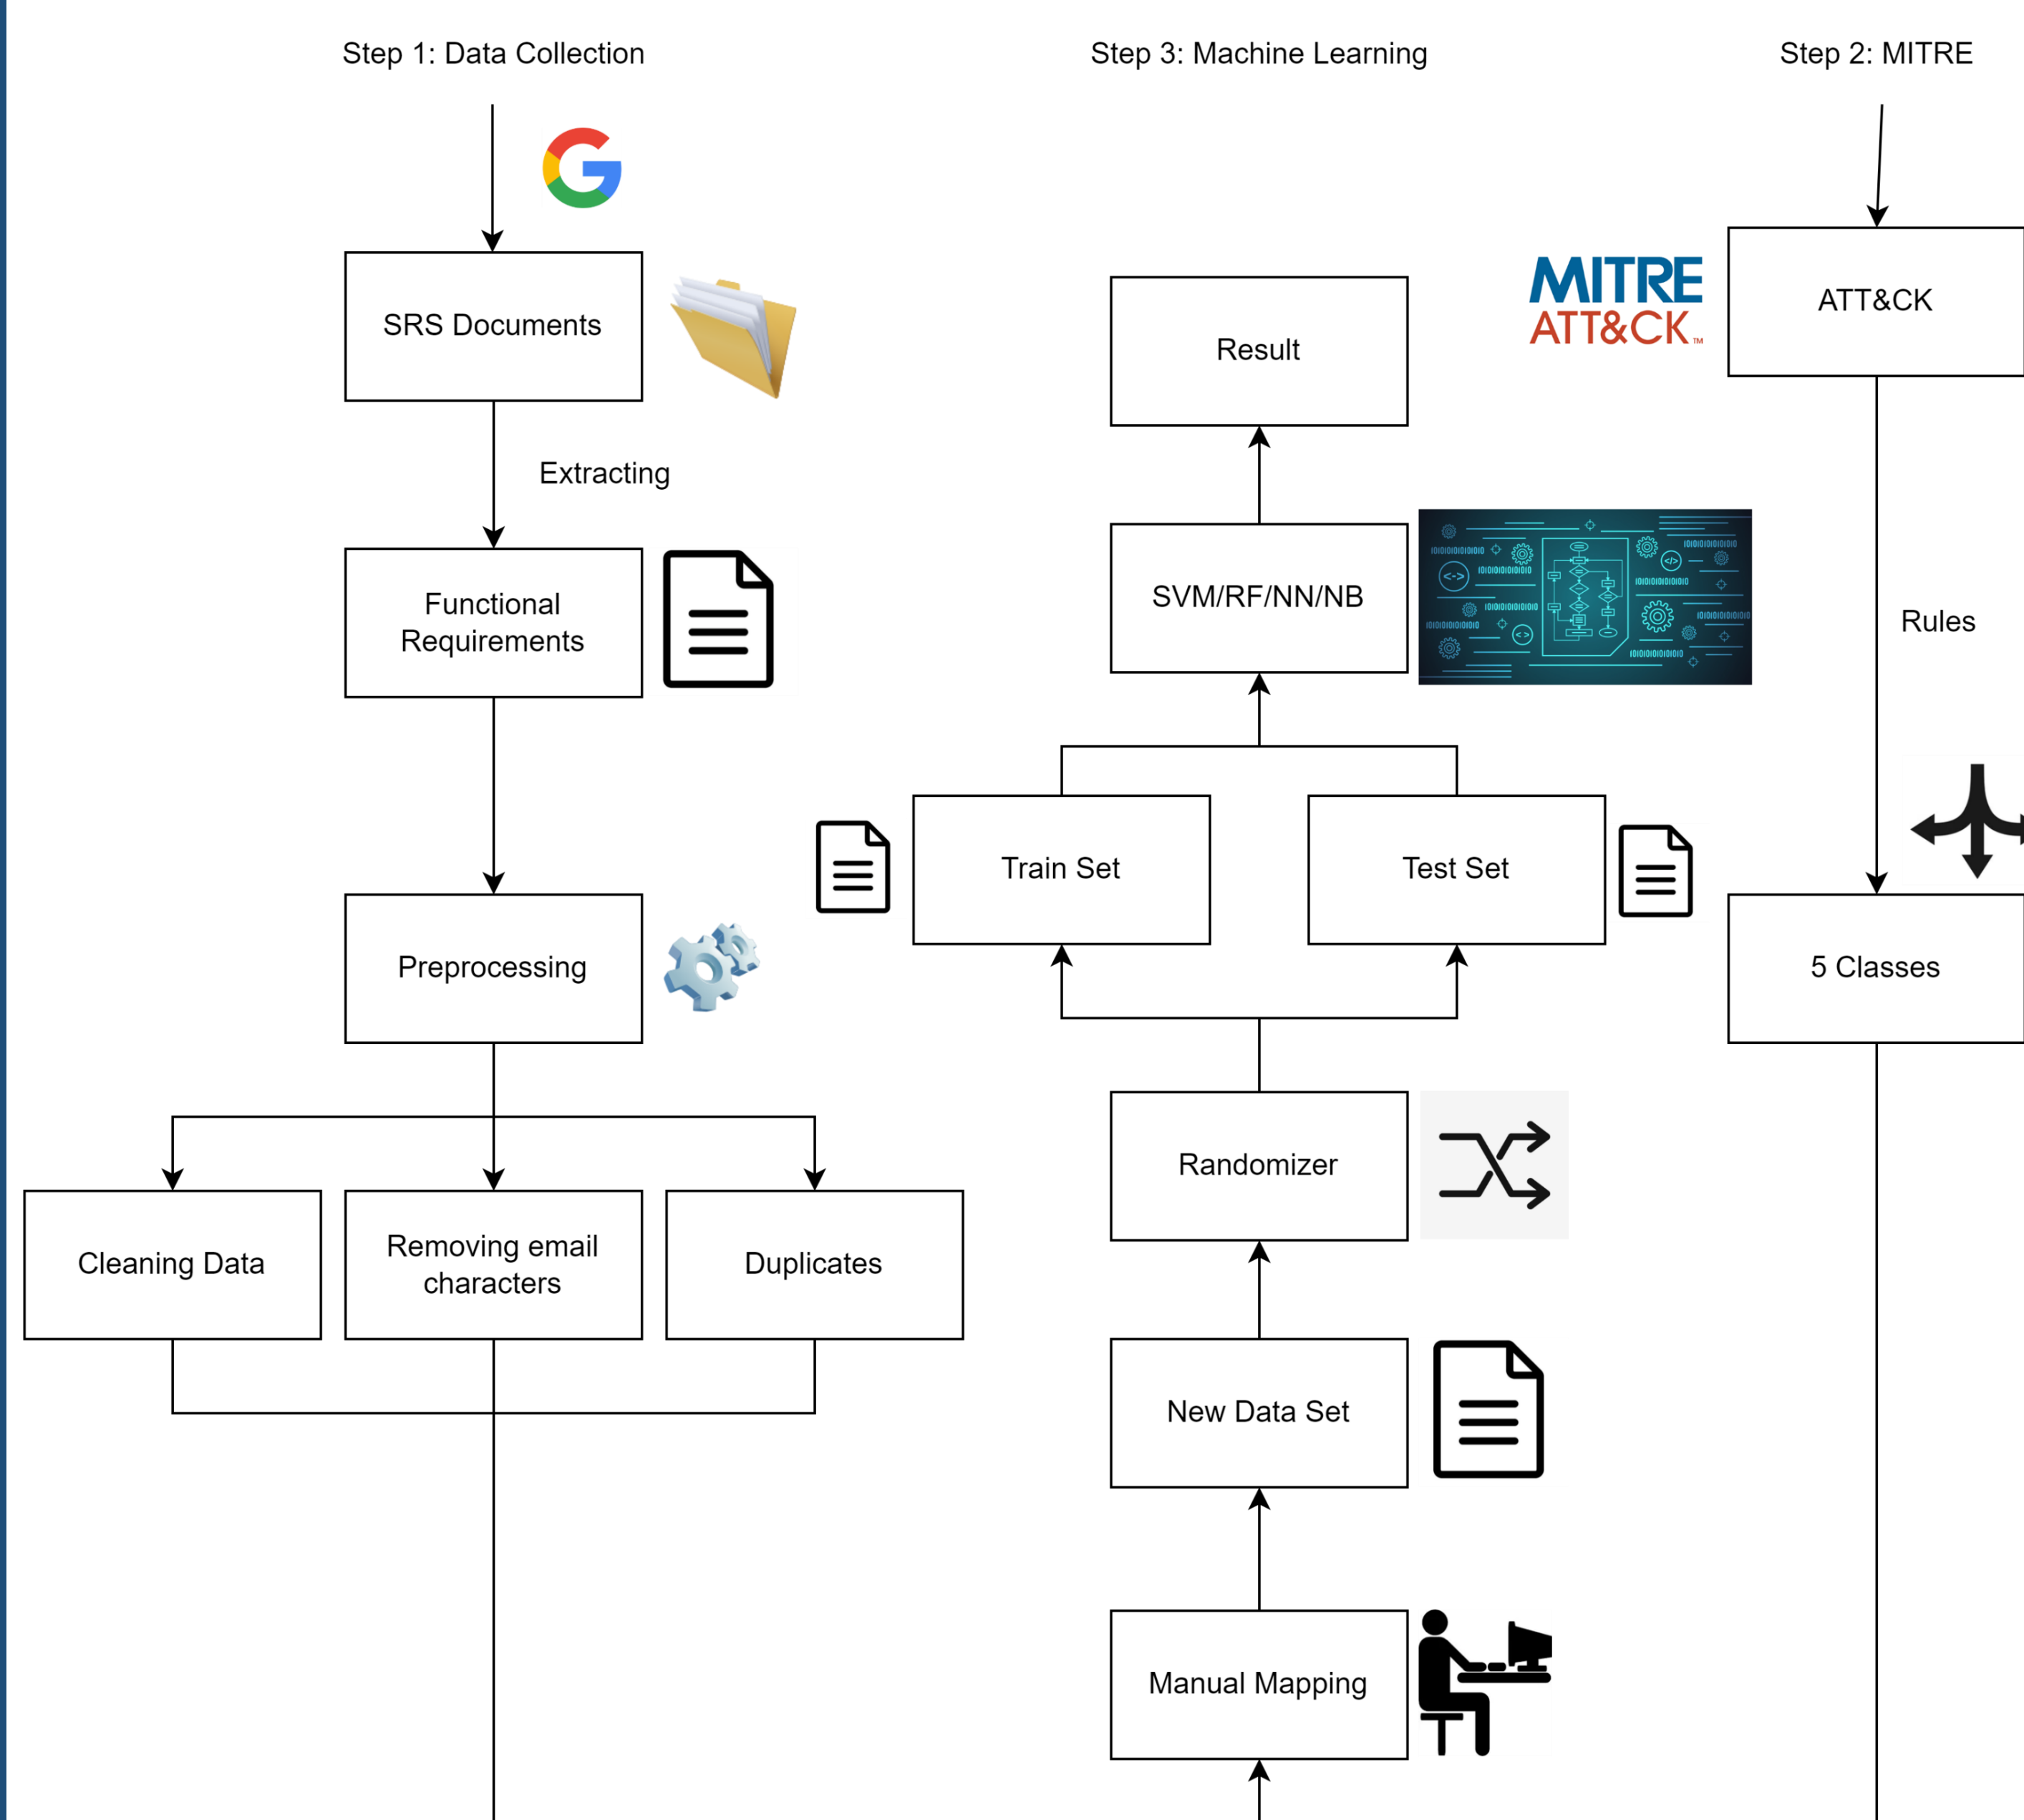 Step 1: Data Collection
SRS Documents
Extracting
Functional
Requirements
Preprocessing
Cleaning Data
Removing email
characters
Duplicates
Step 3: Machine Learning
Result
SVM/RF/NN/NB
Train Set
Test Set
Randomizer
New Data Set
Manual Mapping
Step 2: MITRE
MITRE
ATT&CK™
ATT&CK
Rules
5 Classes